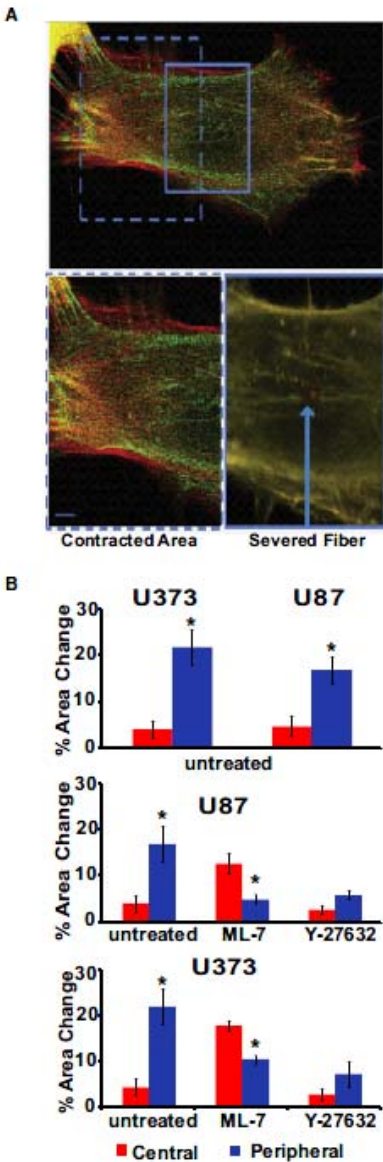 A
Contracted Area
Severed Fiber
B
U373
U87
% Area Change
30
20
10
0
*
*
untreated
U87
% Area Change
30
20
10
0
*
*
untreated
ML-7
Y-27632
U373
% Area Change
30
20
10
0
*
*
untreated
ML-7
Y-27632
Central
Peripheral